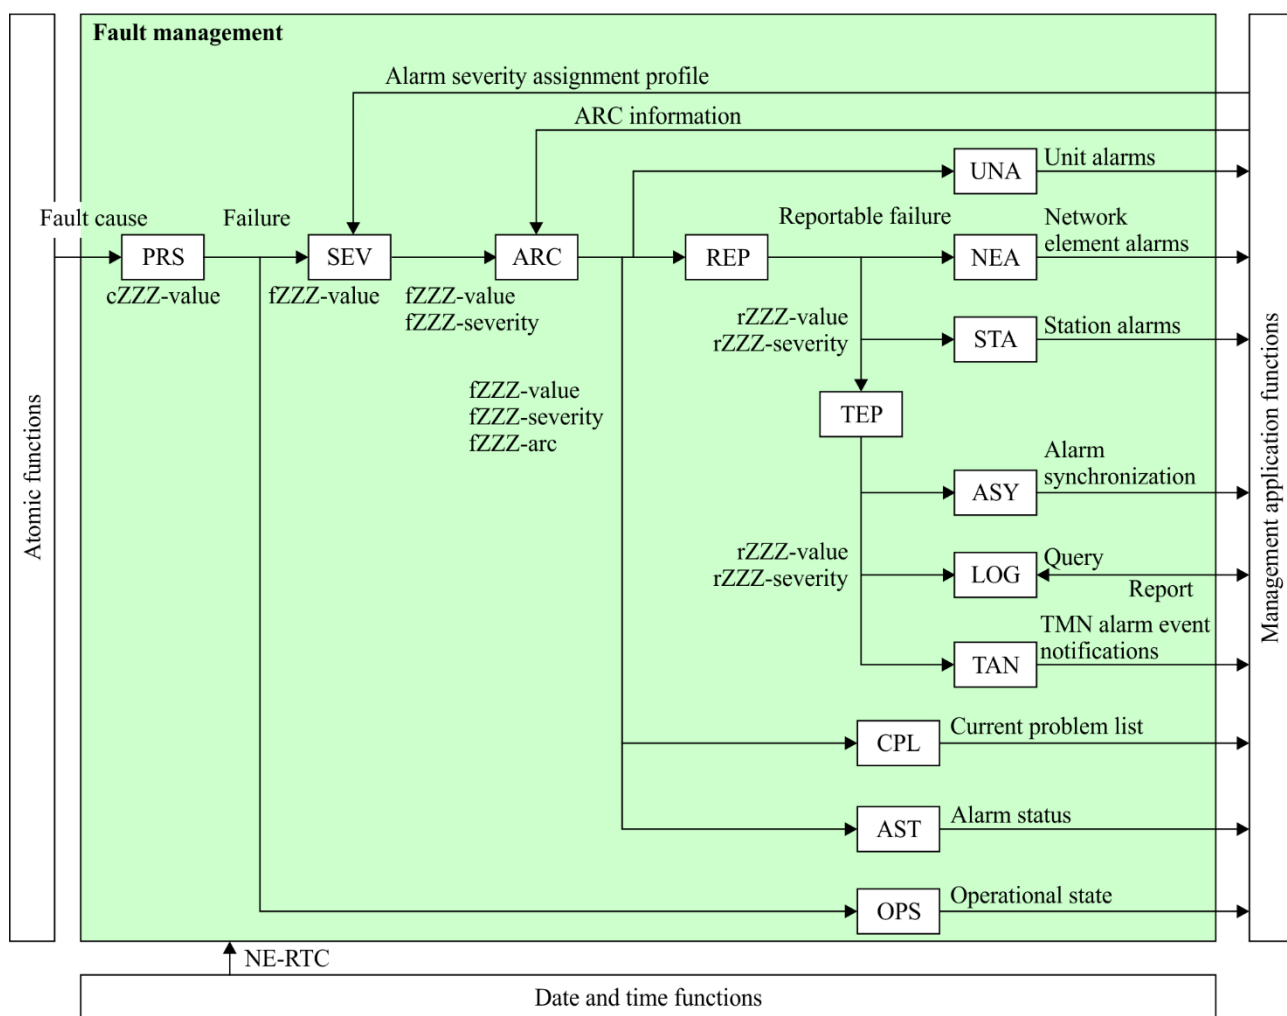 Fault management
Alarm severity assignment profile
ARC information
UNA
Unit alarms
Fault cause
Failure
Reportable failure
Network
element alarms
PRS
SEV
ARC
REP
NEA
cZZZ-value
fZZZ-value
fZZZ-value
fZZZ-severity
rZZZ-value
rZZZ-severity
STA
Station alarms
fZZZ-value
fZZZ-severity
fZZZ-arc
TEP
Alarm
synchronization
ASY
rZZZ-value
rZZZ-severity
LOG
Query
Report
TMN alarm event
notifications
TAN
CPL
Current problem list
AST
Alarm status
OPS
Operational state
Atomic functions
Management application functions
NE-RTC
Date and time functions